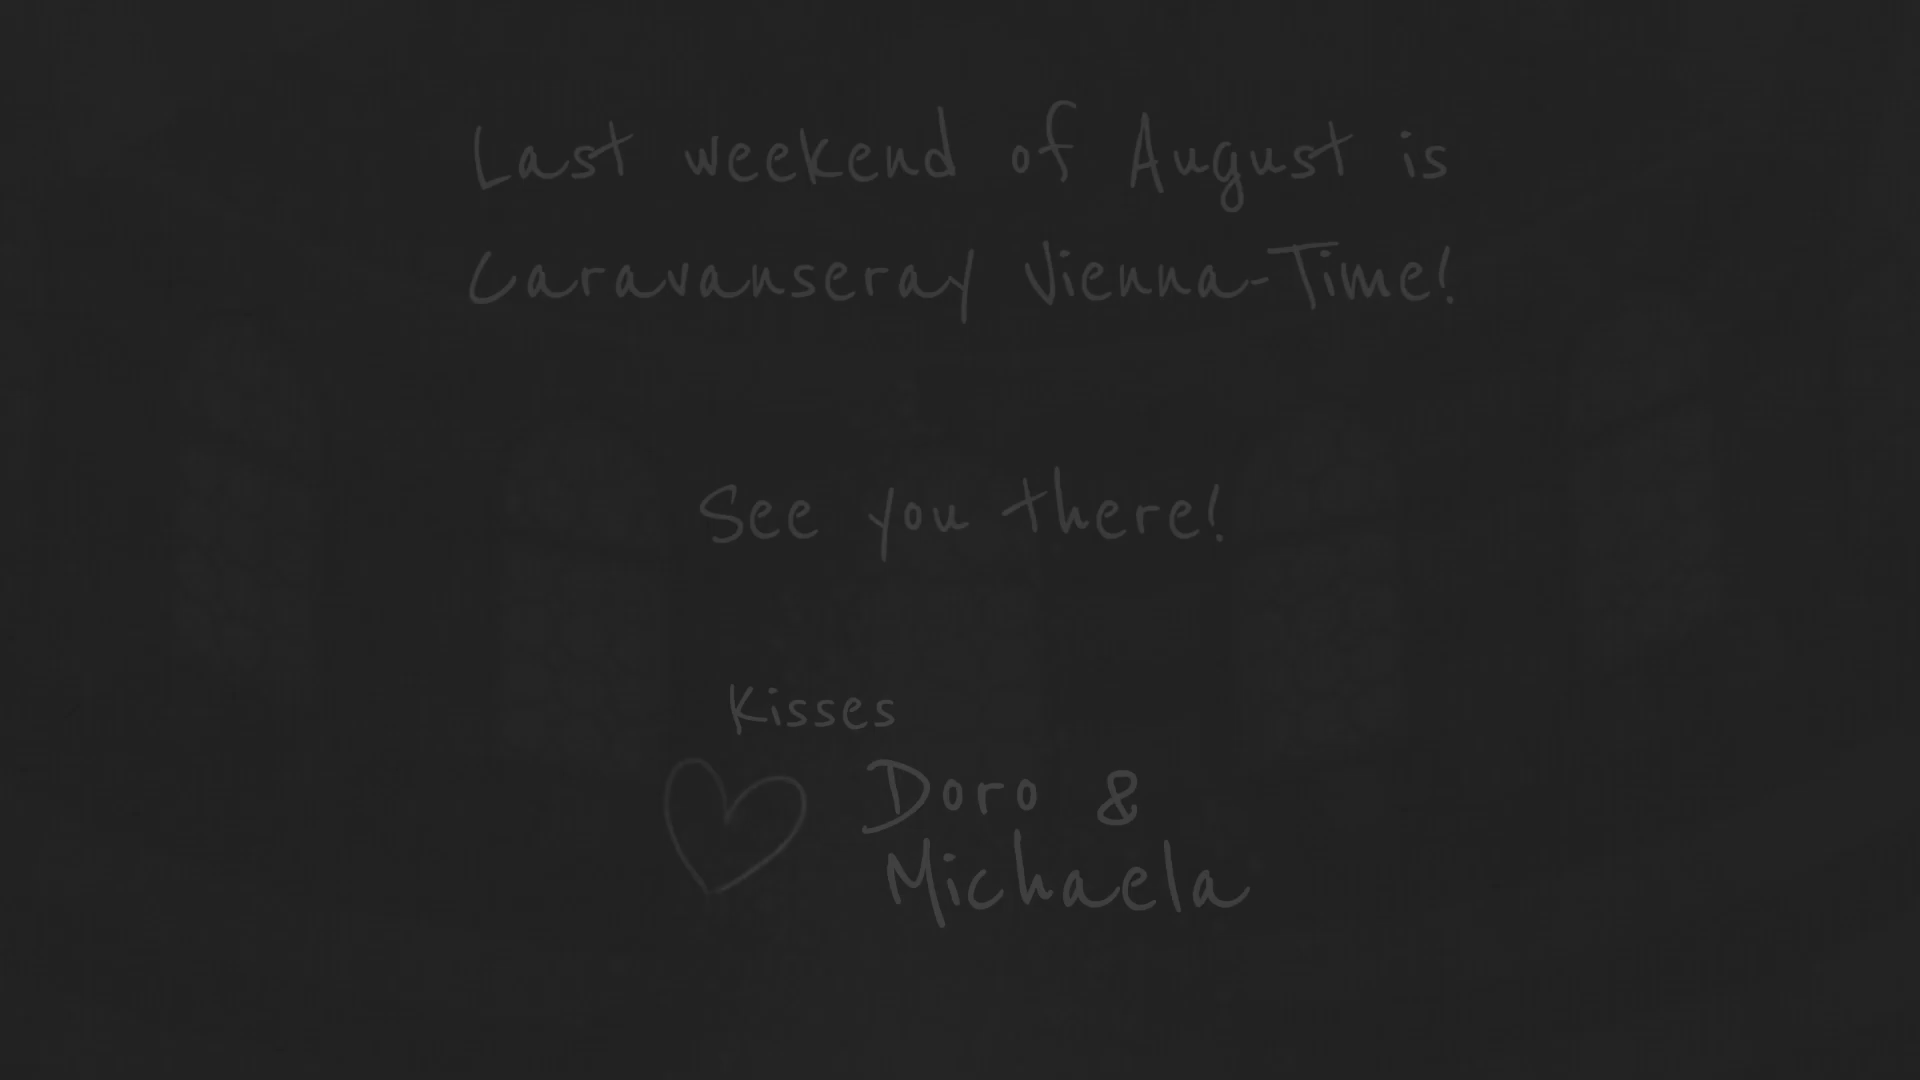 Last weekend of August is
Caravanseray Vienna-Time!
See you there!
Kisses
Doro &
Michaela